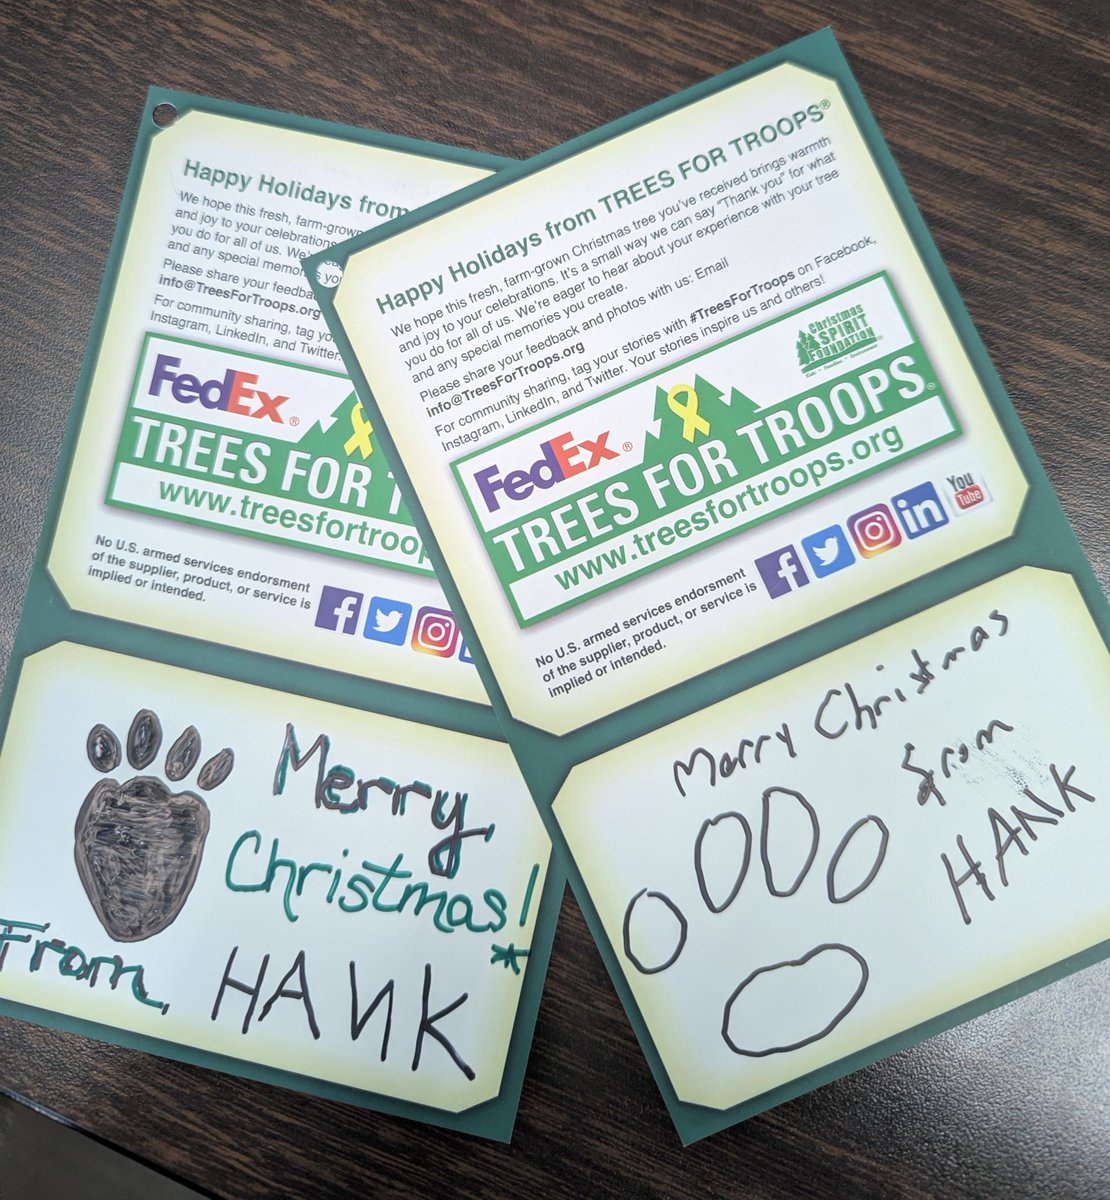 Happy Holidays from
We hope this fresh, farm-grown
and joy to your celebrations
you do for all of us. We're
and any special memories
Please share your feedba
info@TreesForTroops.org
For community sharing, tag yo
Instagram, LinkedIn, and Twitter.
FedEx®
TREES FOR T
www.treesfortroop
No U.S. armed services endorsment
of the supplier, product, or service is
implied or intended.
Merry
Christmas!
From, HANK
Happy Holidays from TREES FOR TROOPS®
We hope this fresh, farm-grown Christmas tree you've received brings warmth
and joy to your celebrations. It's a small way we can say "Thank you" for what
you do for all of us. We're eager to hear about your experience with your tree
and any special memories you create.
Please share your feedback and photos with us: Email
info@TreesForTroops.org
For community sharing, tag your stories with #TreesForTroops on Facebook,
Instagram, LinkedIn, and Twitter. Your stories inspire us and others!
FedEx®
Christmas
SPIRIT
FOUNDATION
Kids • Families • Environment
TREES FOR TROOPS®
www.treesfortroops.org
No U.S. armed services endorsment
of the supplier, product, or service is
implied or intended.
f
in
You
Tube
Merry Christmas
from
HANK